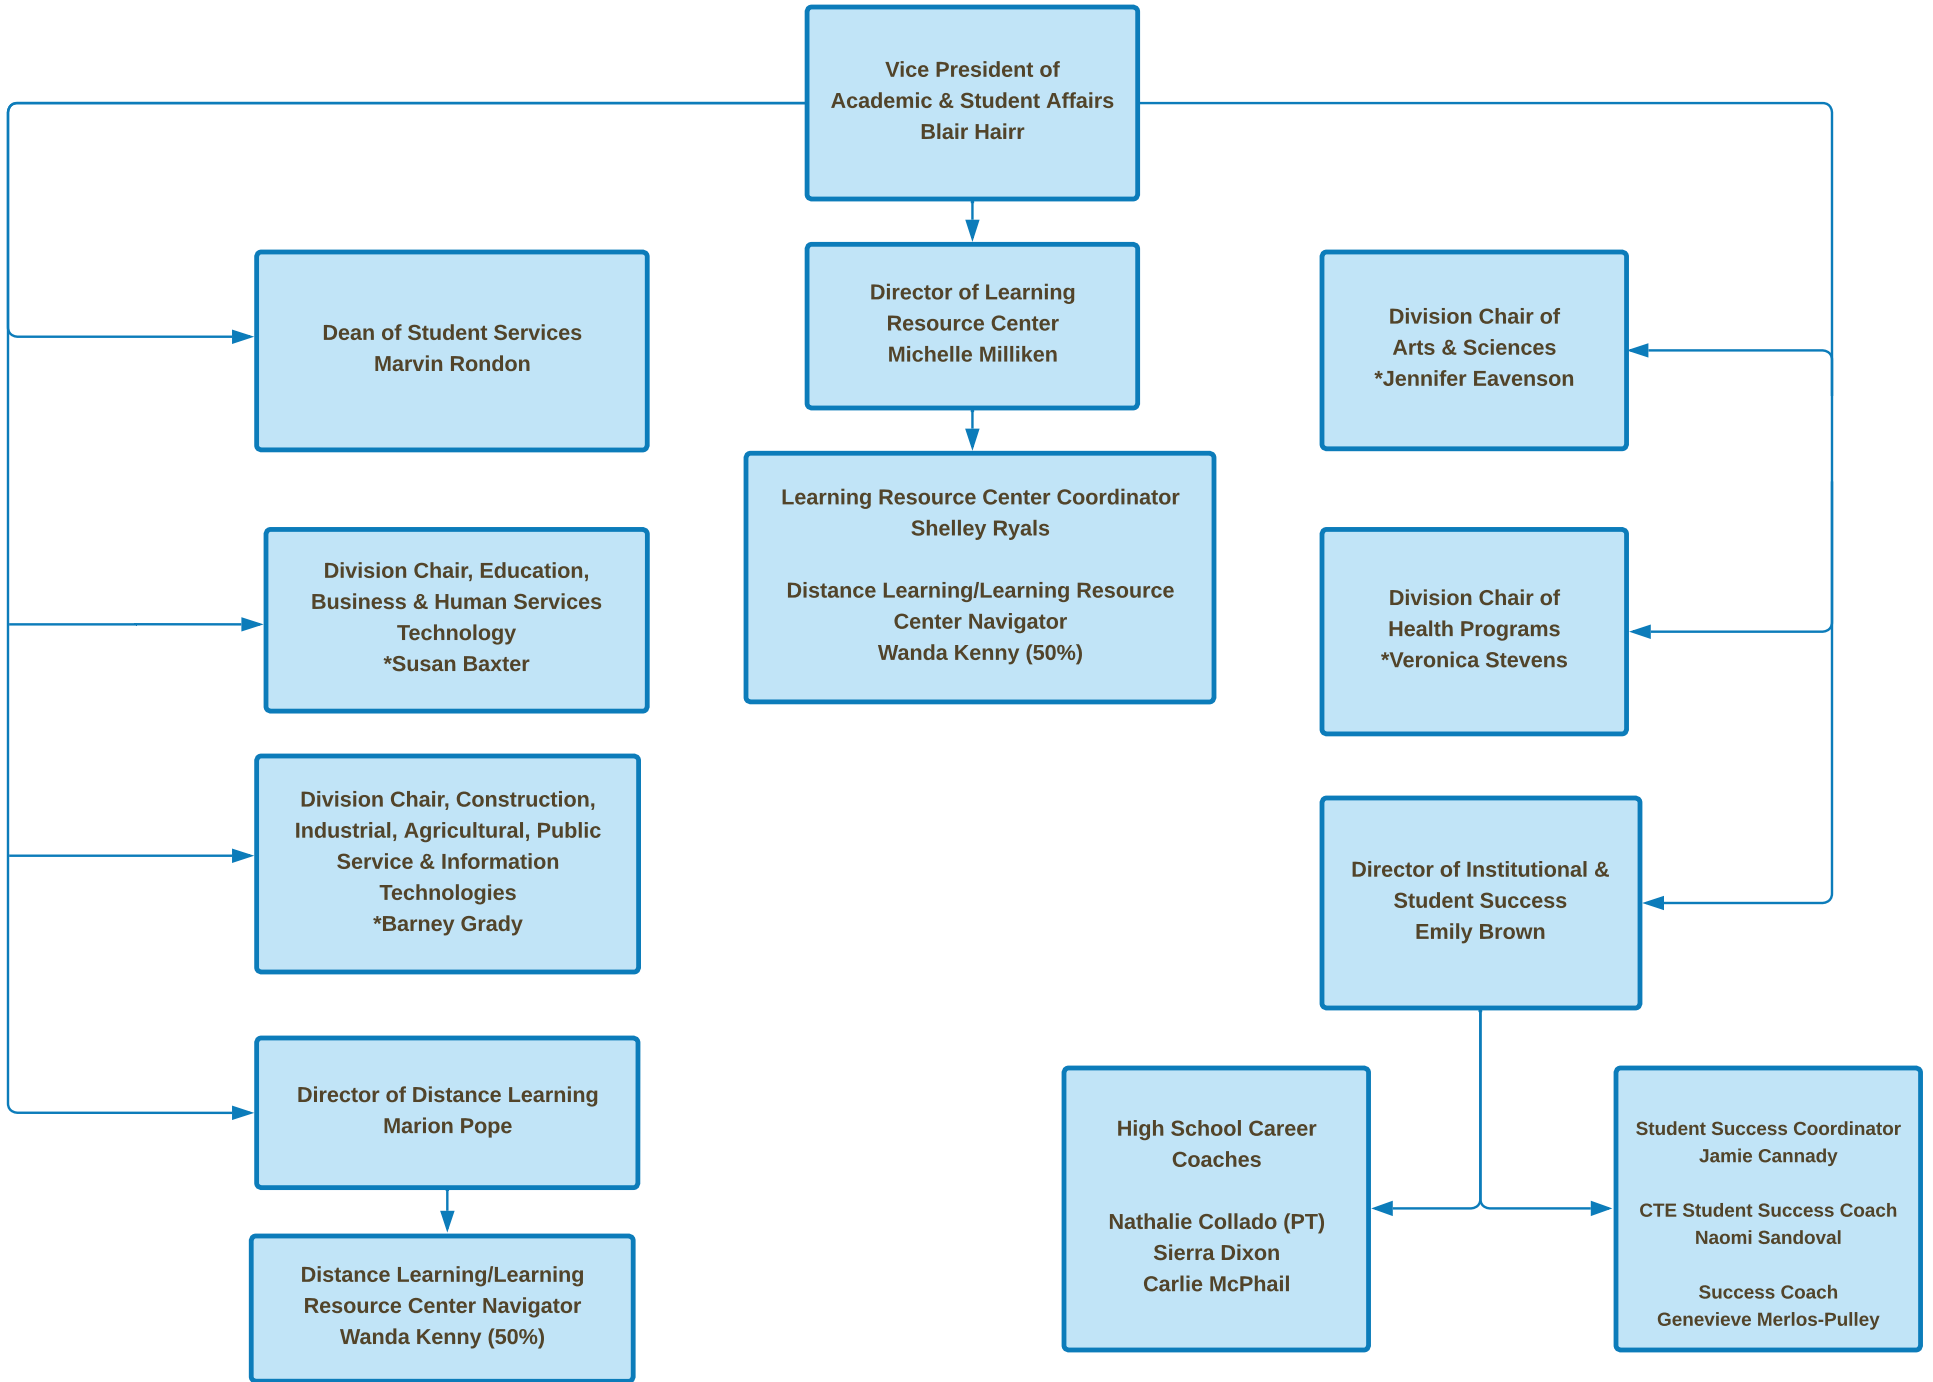 Vice President of
Academic & Student Affairs
Blair Hairr
Dean of Student Services
Marvin Rondon
Director of Learning
Resource Center
Michelle Milliken
Division Chair of
Arts & Sciences
*Jennifer Eavenson
Learning Resource Center Coordinator
Shelley Ryals
Distance Learning/Learning Resource
Center Navigator
Wanda Kenny (50%)
Division Chair, Education,
Business & Human Services
Technology
*Susan Baxter
Division Chair of
Health Programs
*Veronica Stevens
Division Chair, Construction,
Industrial, Agricultural, Public
Service & Information
Technologies
*Barney Grady
Director of Institutional &
Student Success
Emily Brown
Director of Distance Learning
Marion Pope
Distance Learning/Learning
Resource Center Navigator
Wanda Kenny (50%)
High School Career
Coaches
Nathalie Collado (PT)
Sierra Dixon
Carlie McPhail
Student Success Coordinator
Jamie Cannady
CTE Student Success Coach
Naomi Sandoval
Success Coach
Genevieve Merlos-Pulley